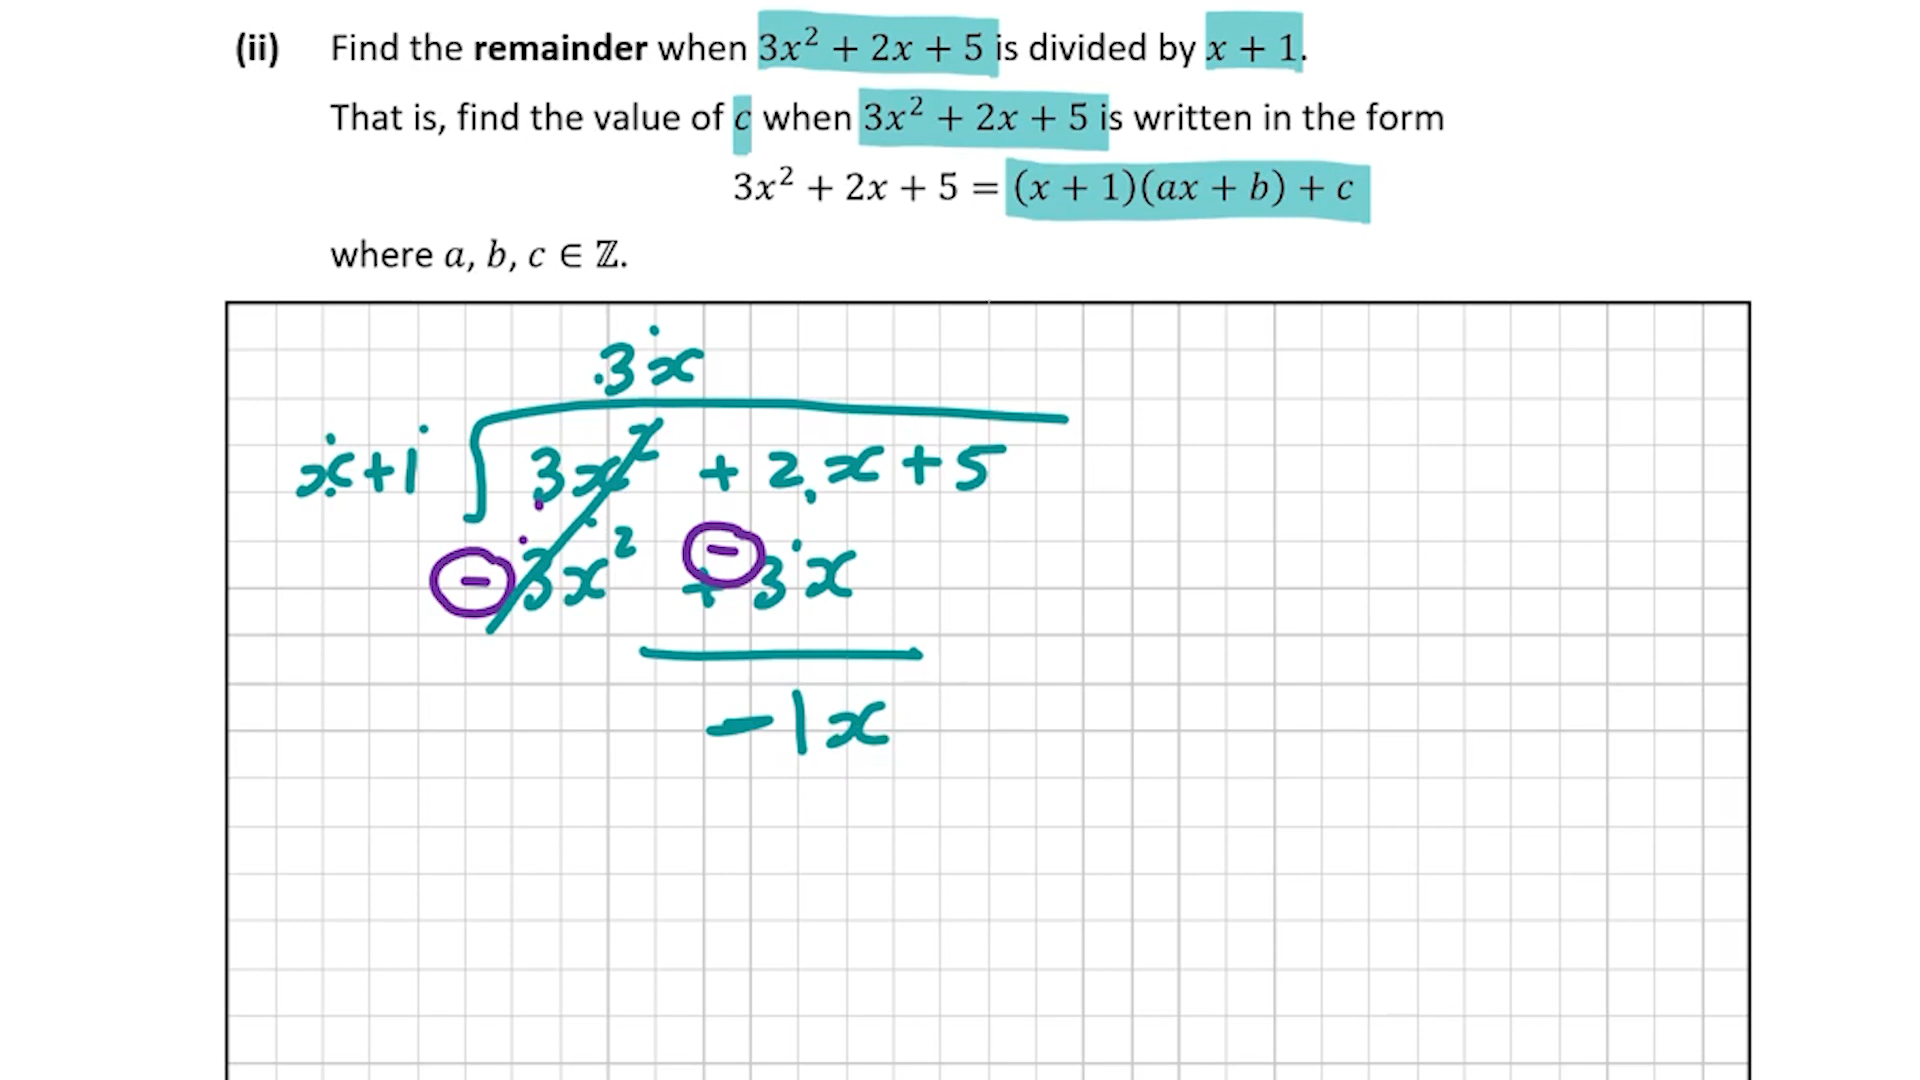 (ii) Find the remainder when 3x² + 2x + 5 is divided by x + 1.
That is, find the value of c when 3x² + 2x + 5 is written in the form
3x² + 2x + 5 = (x + 1)(ax + b) + c
where a, b, c ∈ ℤ.
3x
x+1 3x² + 2x + 5
- 3x² - + 3x
-1x